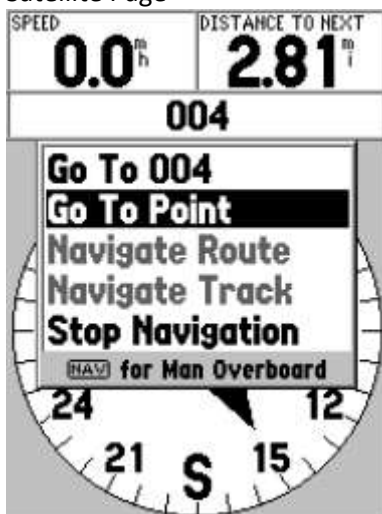 Satellite Page
SPEED
0.0 m/h
DISTANCE TO NEXT
2.81 mi
004
Go To 004
Go To Point
Navigate Route
Navigate Track
Stop Navigation
NAV for Man Overboard
24
12
21
S
15